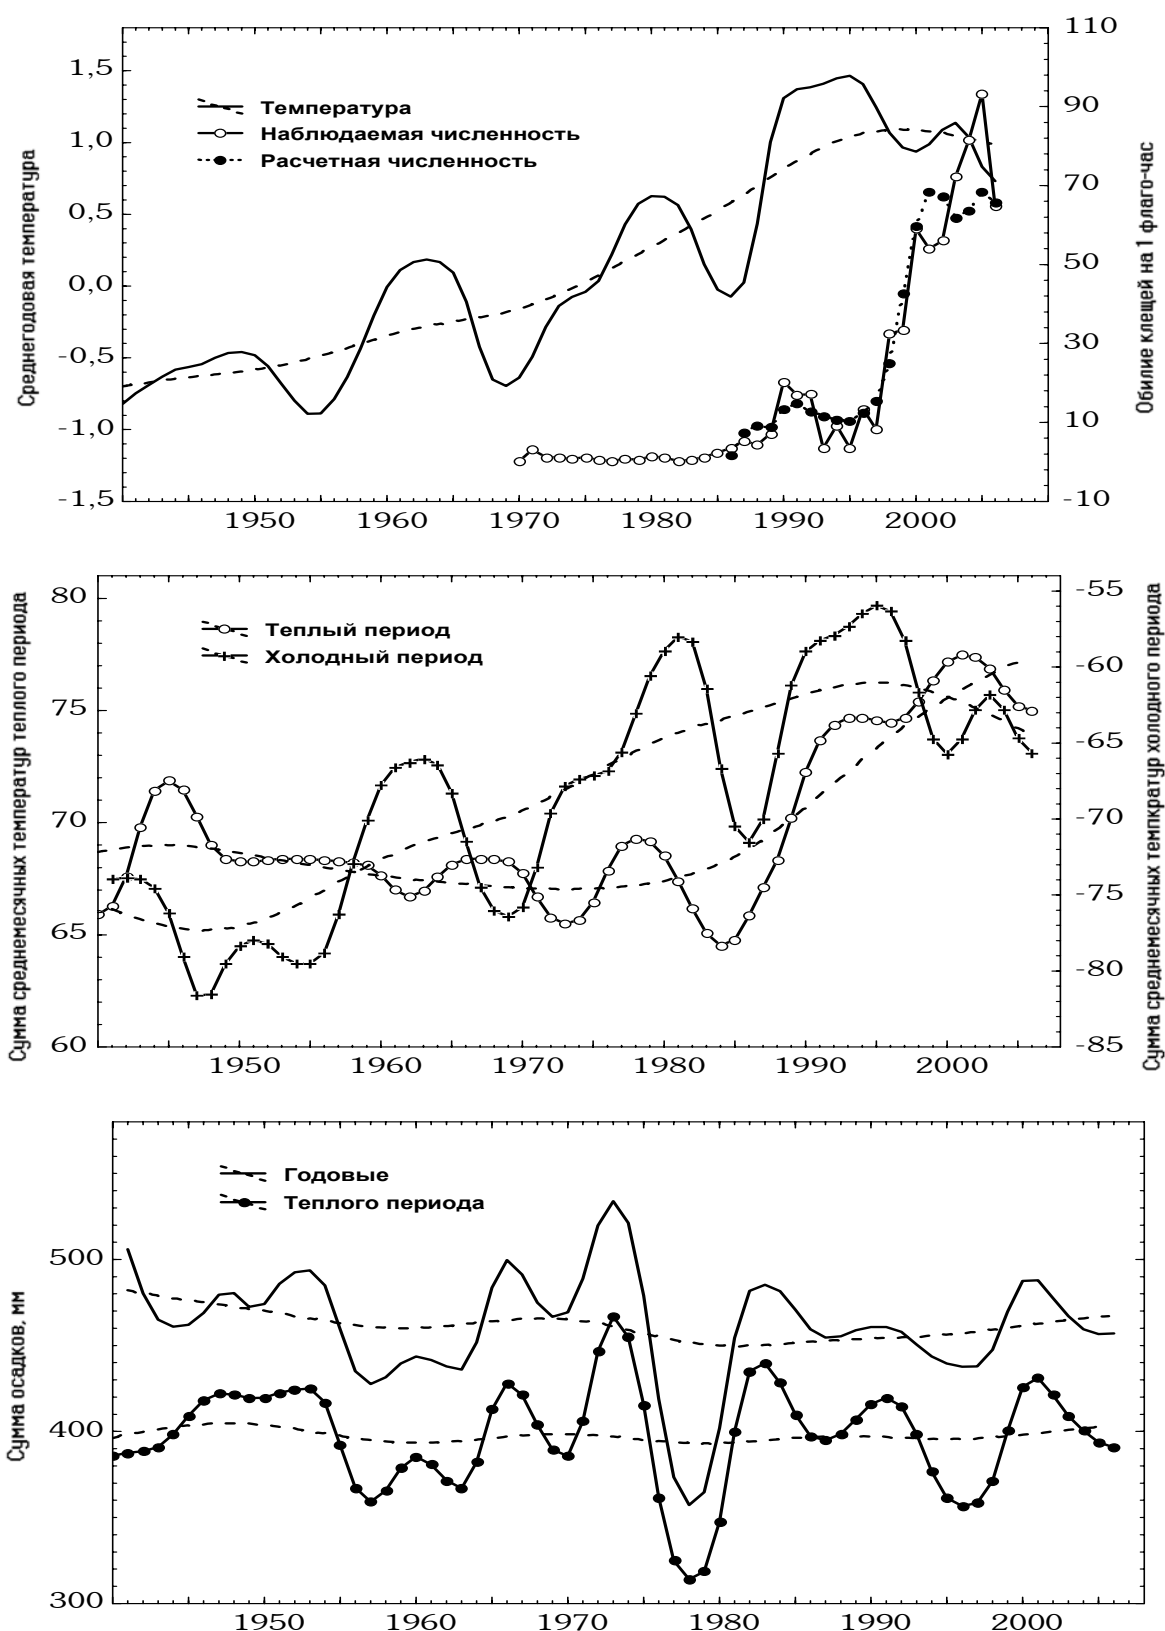 110
1,5
90
Температура
Наблюдаемая численность
Расчетная численность
1,0
70
0,5
50
0,0
30
-0,5
10
-1,0
-1,5
-10
1950 1960 1970 1980 1990 2000
Среднегодовая температура
Обилие клещей на 1 флаго-час
80
-55
Теплый период
Холодный период
-60
75
-65
70
-70
-75
65
-80
60
-85
1950 1960 1970 1980 1990 2000
Сумма среднемесячных температур теплого периода
Сумма среднемесячных темпкратур холодного периода
Годовые
Теплого периода
500
400
300
1950 1960 1970 1980 1990 2000
Сумма осадков, мм